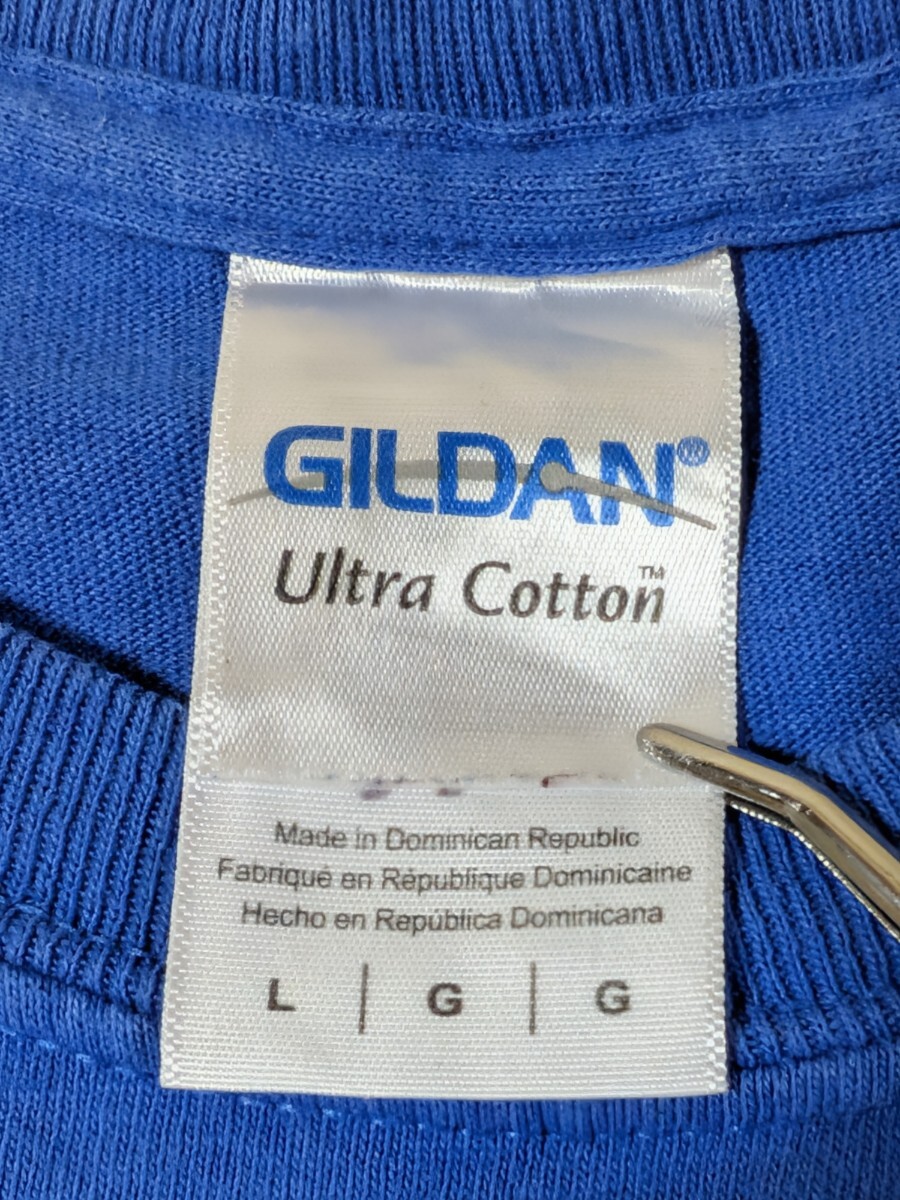 GILDAN®
Ultra Cotton™
Made in Dominican Republic
Fabriqué en République Dominicaine
Hecho en República Dominicana
L | G | G